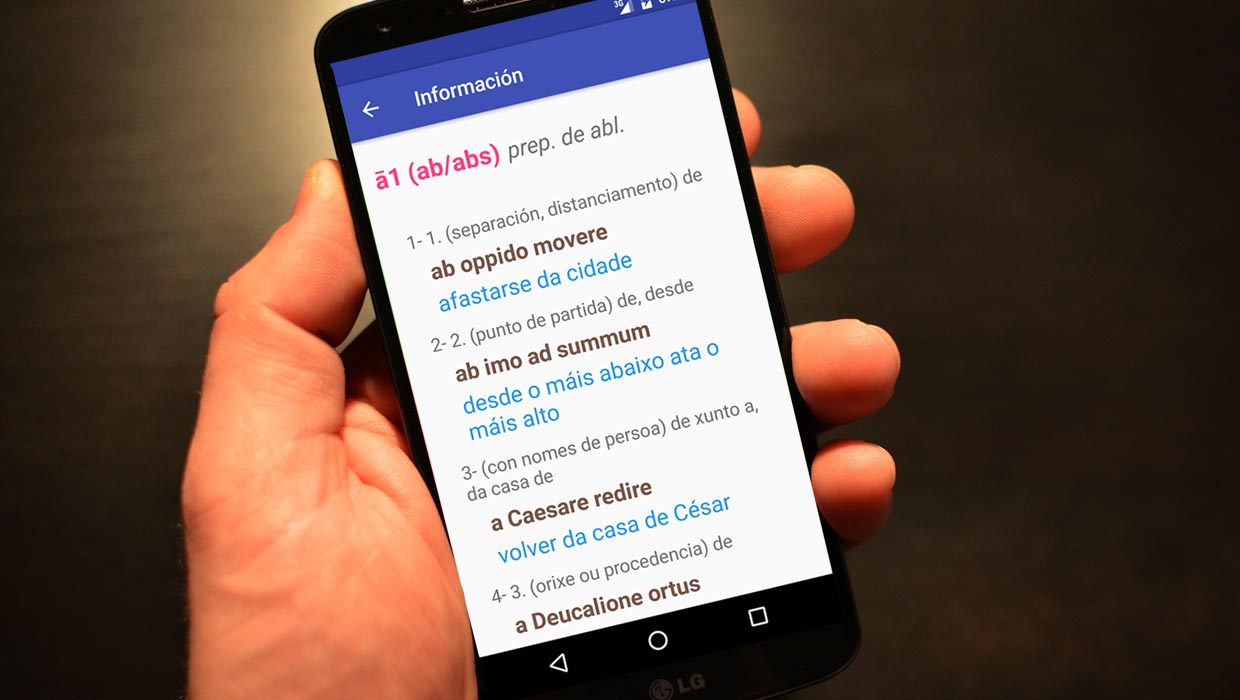 3G
Información
ā1 (ab/abs) prep. de abl.
1- 1. (separación, distanciamento) de
ab oppido movere
afastarse da cidade
2- 2. (punto de partida) de, desde
ab imo ad summum
desde o máis abaixo ata o
máis alto
3- (con nomes de persoa) de xunto a,
da casa de
a Caesare redire
volver da casa de César
4- 3. (orixe ou procedencia) de
a Deucalione ortus
LG